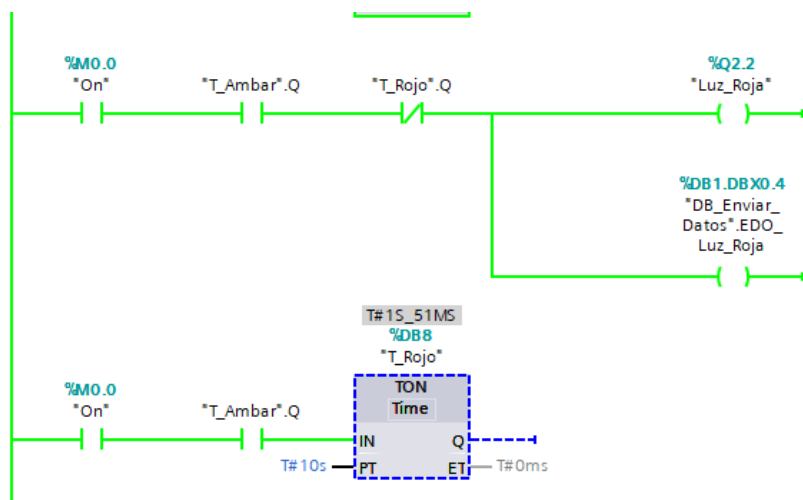 %M0.0
"On"
"T_Ambar".Q
"T_Rojo".Q
%Q2.2
"Luz_Roja"
%DB1.DBX0.4
"DB_Enviar_
Datos".EDO_
Luz_Roja
T#1S_51MS
%DB8
"T_Rojo"
TON
Time
%M0.0
"On"
"T_Ambar".Q
IN
Q
T#10s
PT
ET
T#0ms